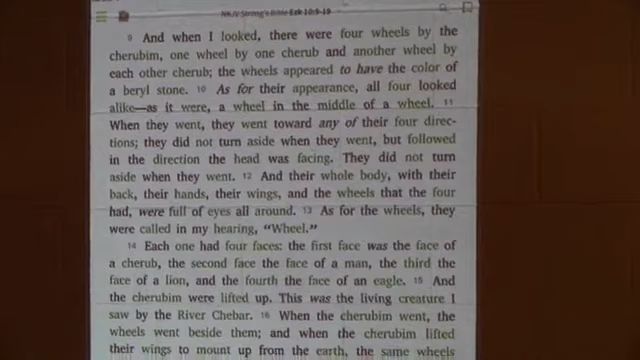 NKJV Strong's Bible Ezk 10:9-19
9 And when I looked, there were four wheels by the
cherubim, one wheel by one cherub and another wheel by
each other cherub; the wheels appeared to have the color of
a beryl stone. 10 As for their appearance, all four looked
alike—as it were, a wheel in the middle of a wheel. 11
When they went, they went toward any of their four direc-
tions; they did not turn aside when they went, but followed
in the direction the head was facing. They did not turn
aside when they went. 12 And their whole body, with their
back, their hands, their wings, and the wheels that the four
had, were full of eyes all around. 13 As for the wheels, they
were called in my hearing, “Wheel.”
14 Each one had four faces: the first face was the face of
a cherub, the second face the face of a man, the third the
face of a lion, and the fourth the face of an eagle. 15 And
the cherubim were lifted up. This was the living creature I
saw by the River Chebar. 16 When the cherubim went, the
wheels went beside them; and when the cherubim lifted
their wings to mount up from the earth, the same wheels